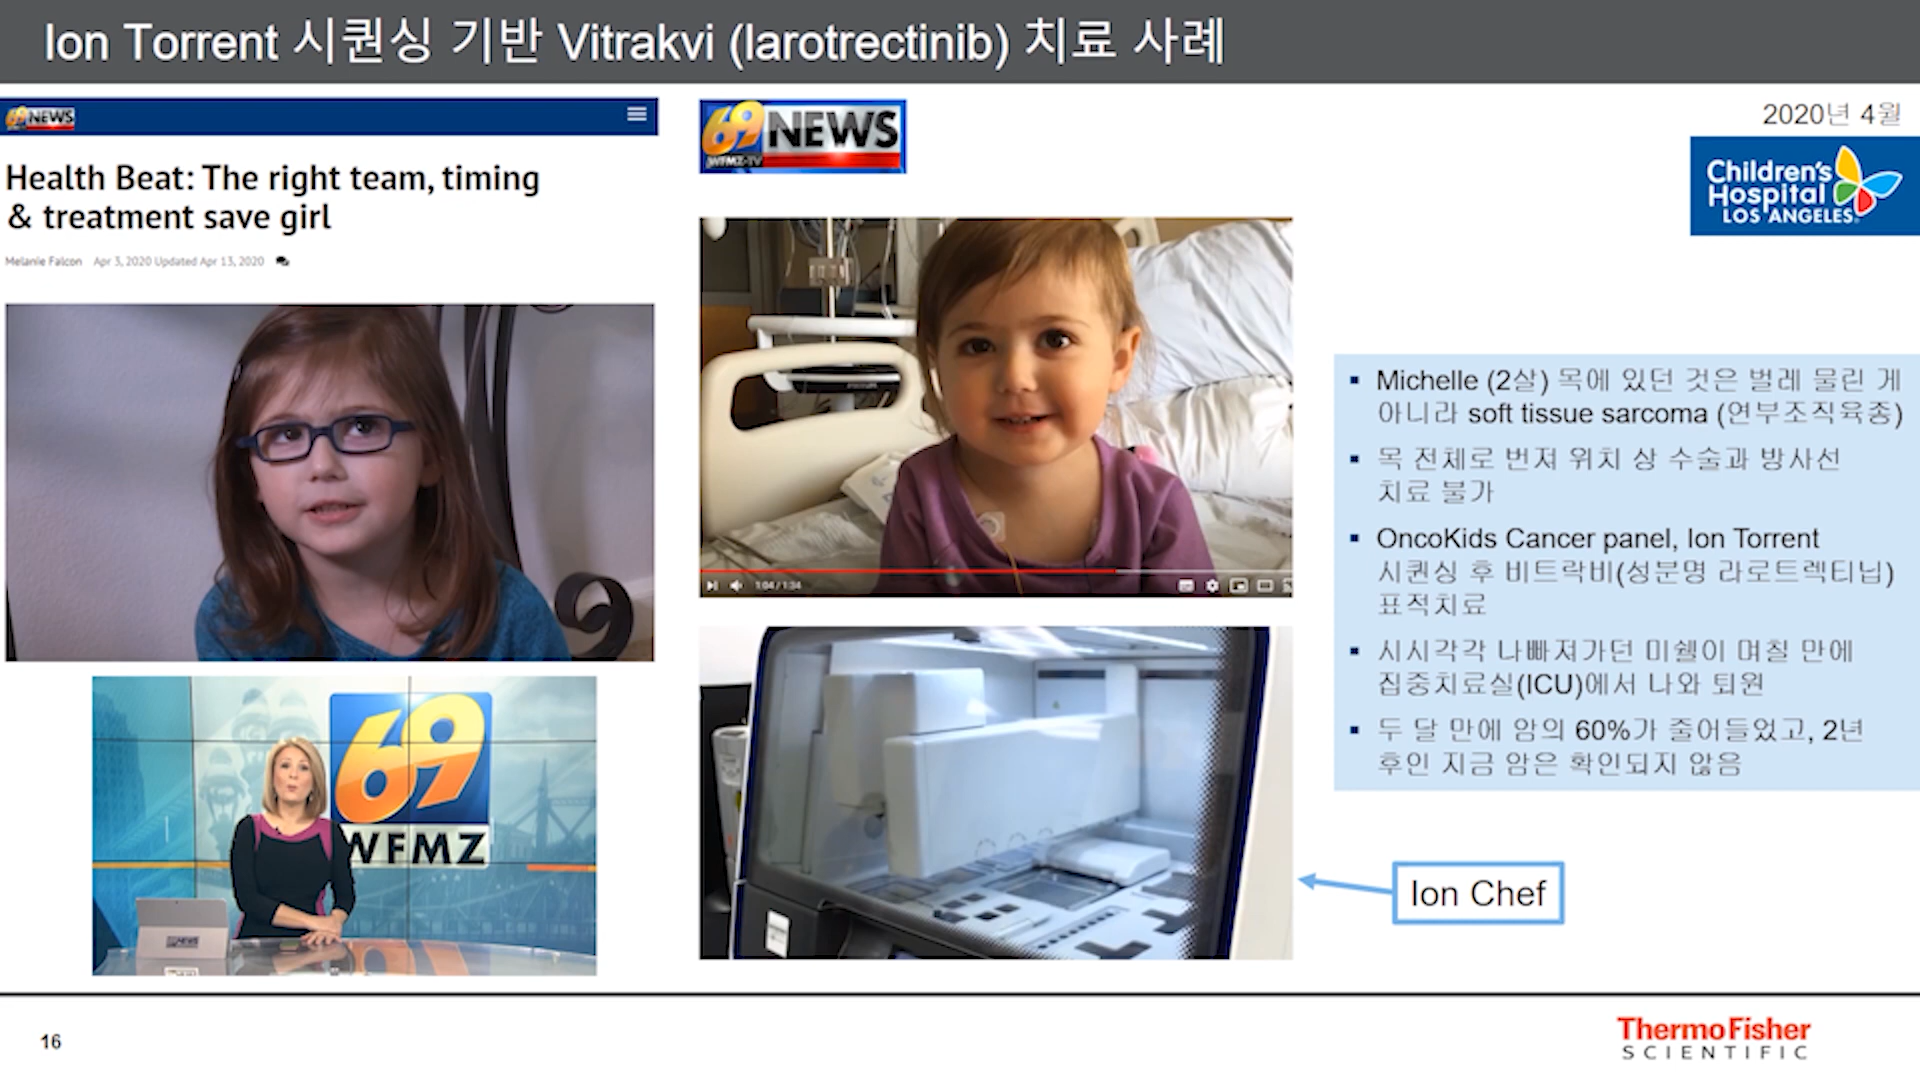 Ion Torrent 시퀀싱 기반 Vitrakvi (larotrectinib) 치료 사례
69 NEWS
Health Beat: The right team, timing
& treatment save girl
Melanie Falcon Apr 3, 2020 Updated Apr 13, 2020
69 NEWS
WFMZ-TV
1:04 / 1:34
69
WFMZ
NEWS
2020년 4월
Children's
Hospital
LOS ANGELES
▪ Michelle (2살) 목에 있던 것은 벌레 물린 게
아니라 soft tissue sarcoma (연부조직육종)
▪ 목 전체로 번져 위치 상 수술과 방사선
치료 불가
▪ OncoKids Cancer panel, Ion Torrent
시퀀싱 후 비트락비(성분명 라로트렉티닙)
표적치료
▪ 시시각각 나빠져가던 미쉘이 며칠 만에
집중치료실(ICU)에서 나와 퇴원
▪ 두 달 만에 암의 60%가 줄어들었고, 2년
후인 지금 암은 확인되지 않음
Ion Chef
16
ThermoFisher
SCIENTIFIC